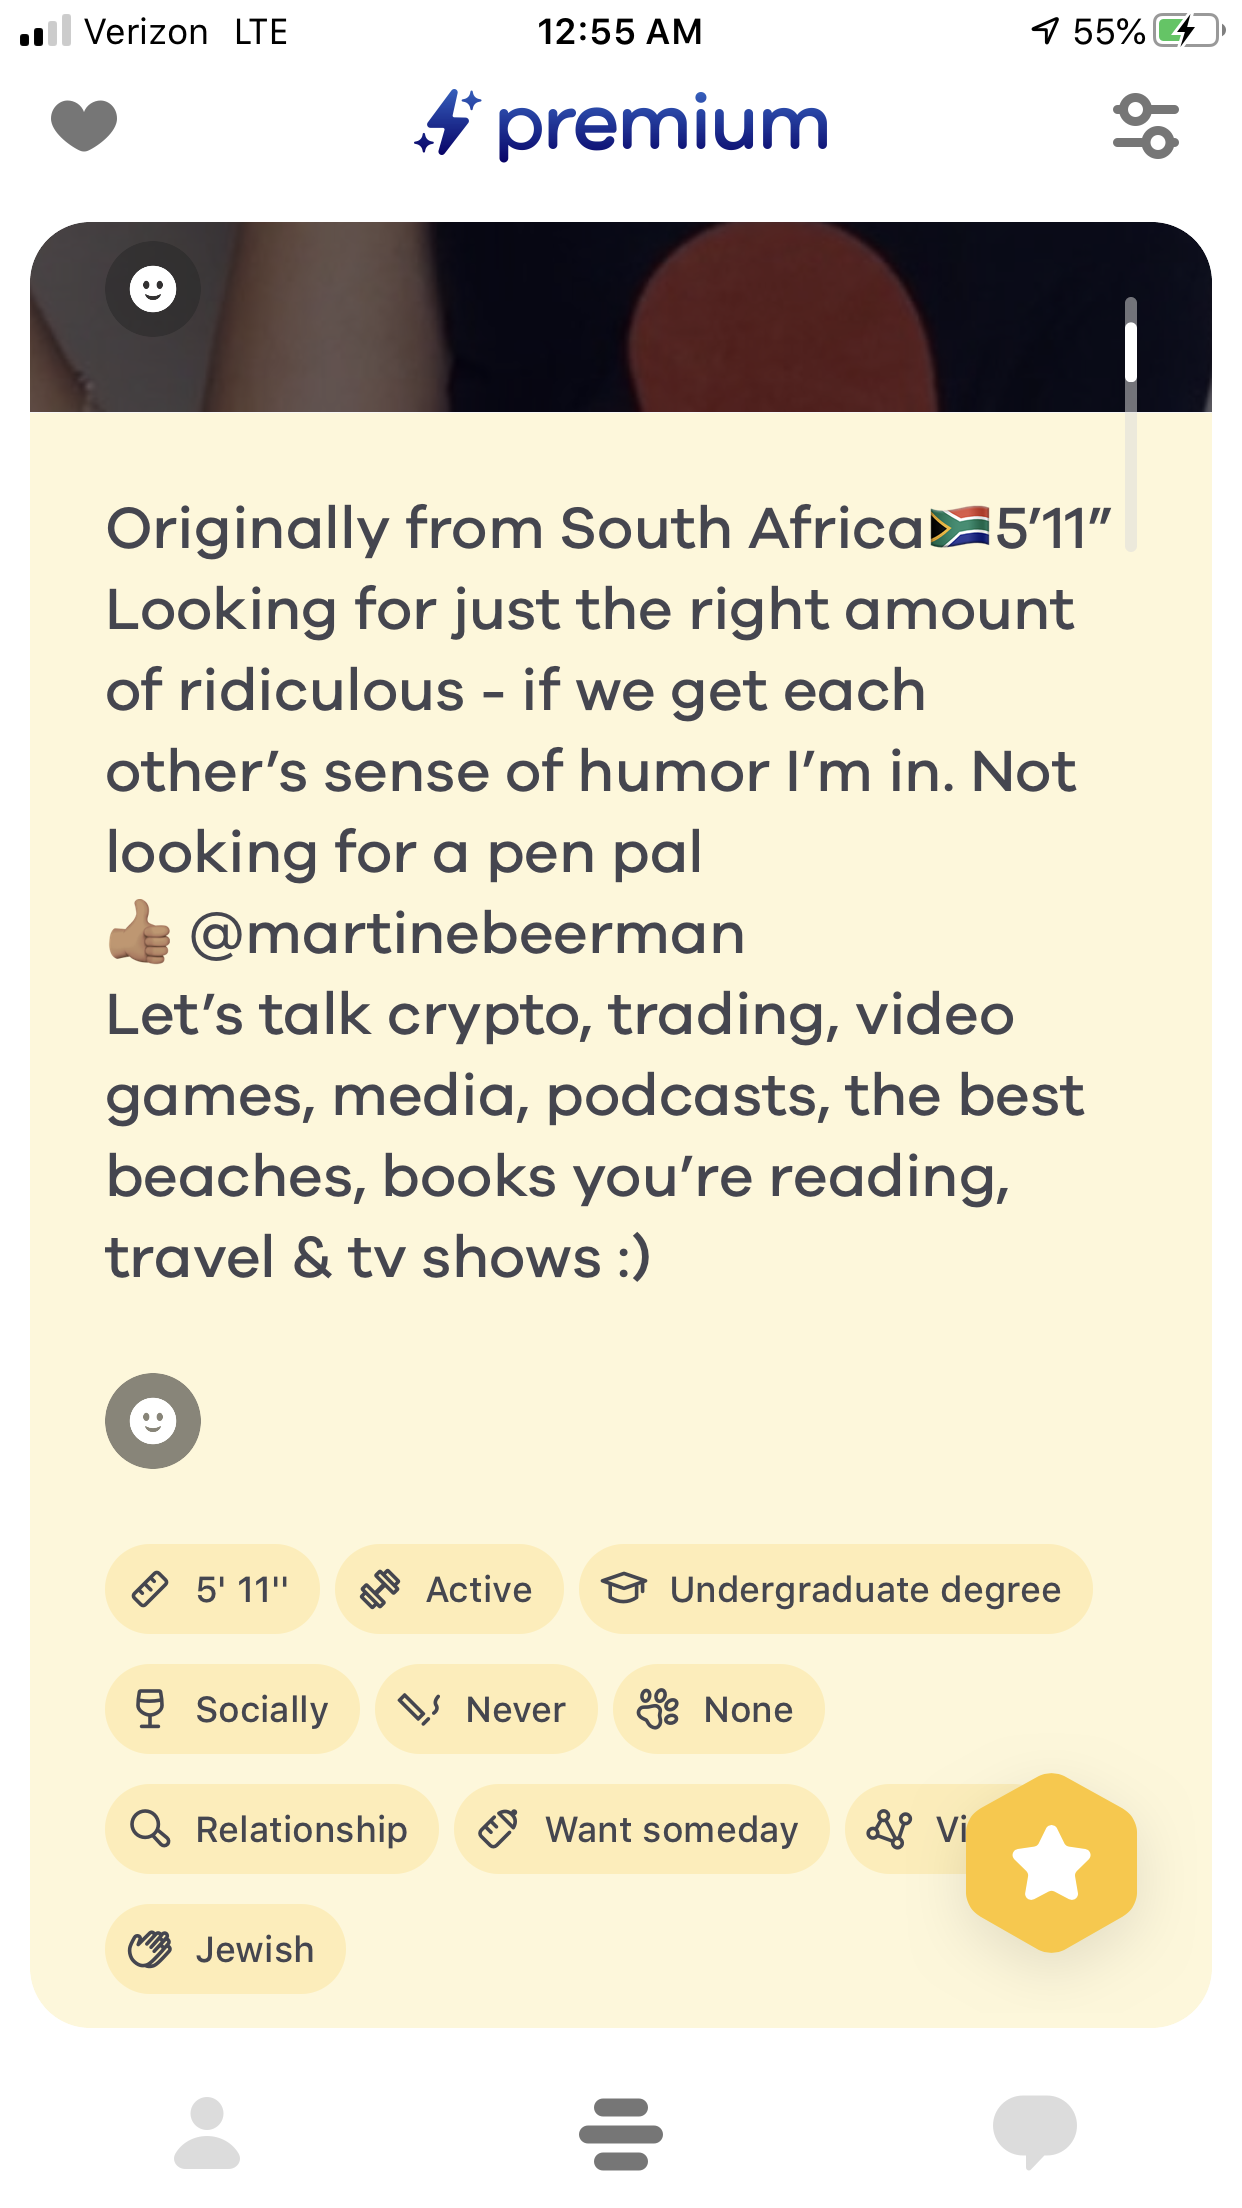 Verizon LTE 12:55 AM 55%
premium
Originally from South Africa🇿🇦5’11”
Looking for just the right amount
of ridiculous - if we get each
other’s sense of humor I’m in. Not
looking for a pen pal
👍🏽 @martinebeerman
Let’s talk crypto, trading, video
games, media, podcasts, the best
beaches, books you’re reading,
travel & tv shows :)
5' 11'' Active Undergraduate degree
Socially Never None
Relationship Want someday
Jewish